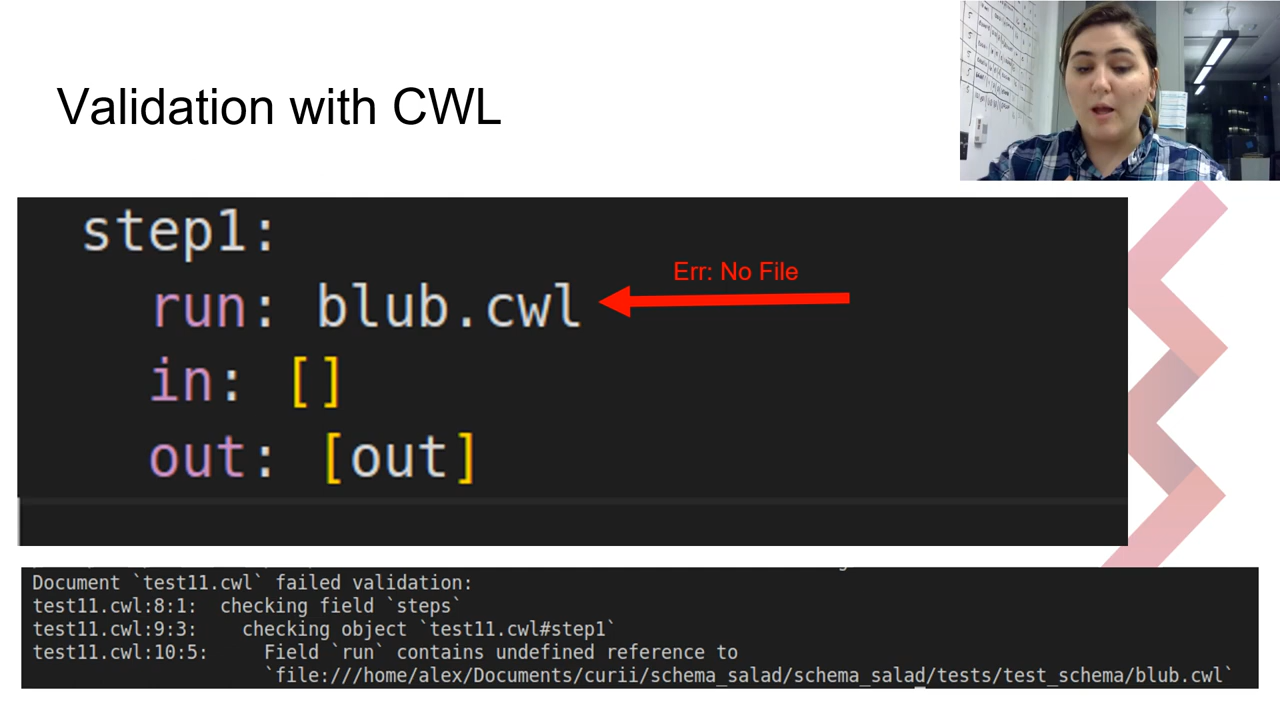 Validation with CWL
step1:
Err: No File
run: blub.cwl
in: []
out: [out]
Document `test11.cwl` failed validation:
test11.cwl:8:1: checking field `steps`
test11.cwl:9:3: checking object `test11.cwl#step1`
test11.cwl:10:5: Field `run` contains undefined reference to
`file:///home/alex/Documents/curii/schema_salad/schema_salad/tests/test_schema/blub.cwl`